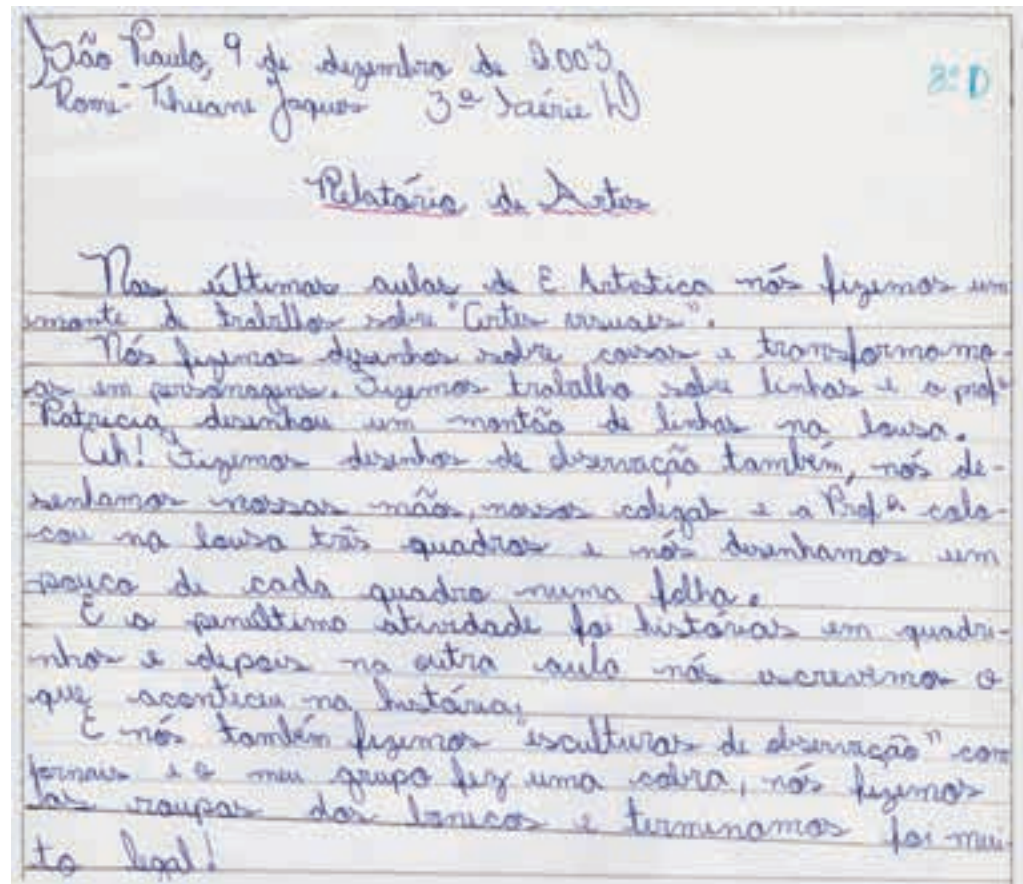 São Paulo, 9 de dezembro de 2003
3ª D
Nome: Thuane Jaques 3ª Série D
Relatório de Artes
Nas últimas aulas de E. Artistica nós fizemos um
monte de trabalhos sobre "Artes visuais".
Nós fizemos desenhos sobre coisas e transformamo-
as em personagens. Fizemos trabalho sobre linhas e a profª
Patricia desenhou um montão de linhas na lousa.
Ah! Fizemos desenhos de observação também, nós de-
senhamos nossas mãos, nossos colegas e a Profª colo-
cou na lousa três quadros e nós desenhamos um
pouco de cada quadro numa folha.
E a penúltima atividade foi histórias em quadri-
nhos e depois na outra aula nós escrevemos o
que aconteceu na história.
E nós também fizemos "esculturas de observação" com
jornais e o meu grupo fez uma cobra, nós fizemos
as roupas dos bonecos e terminamos foi mui-
to legal!